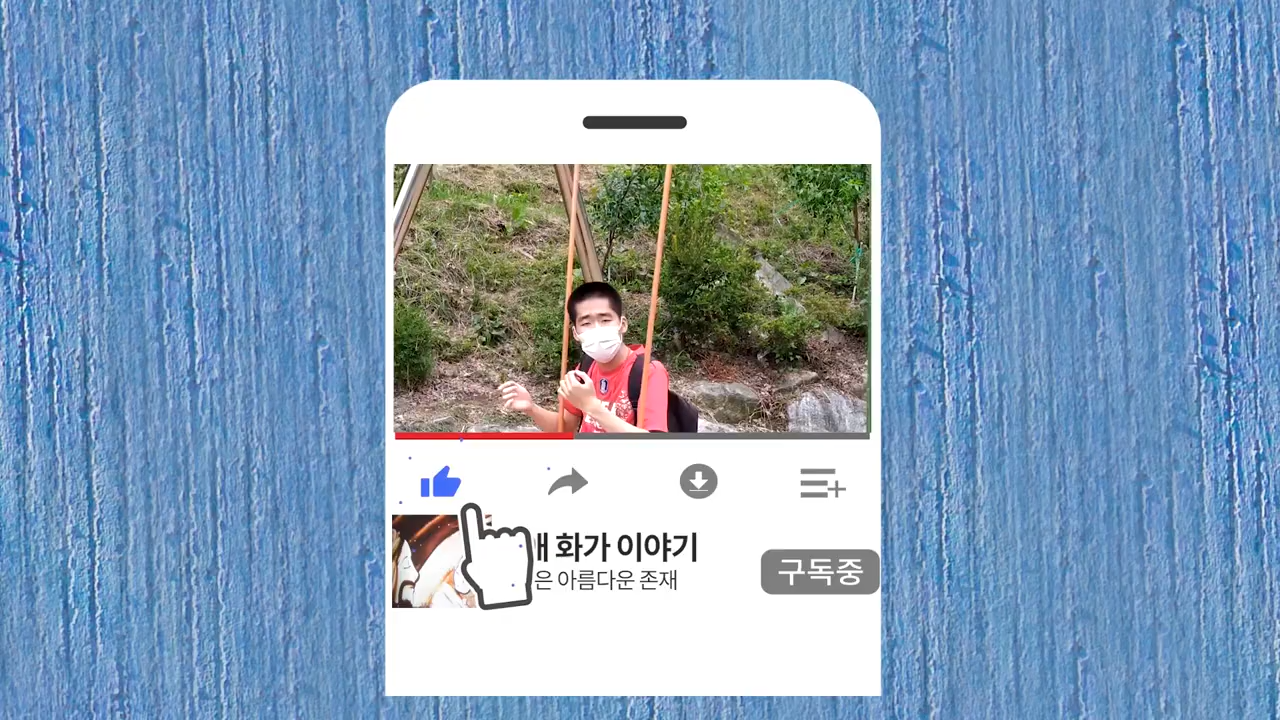 화가 이야기
은 아름다운 존재
구독중